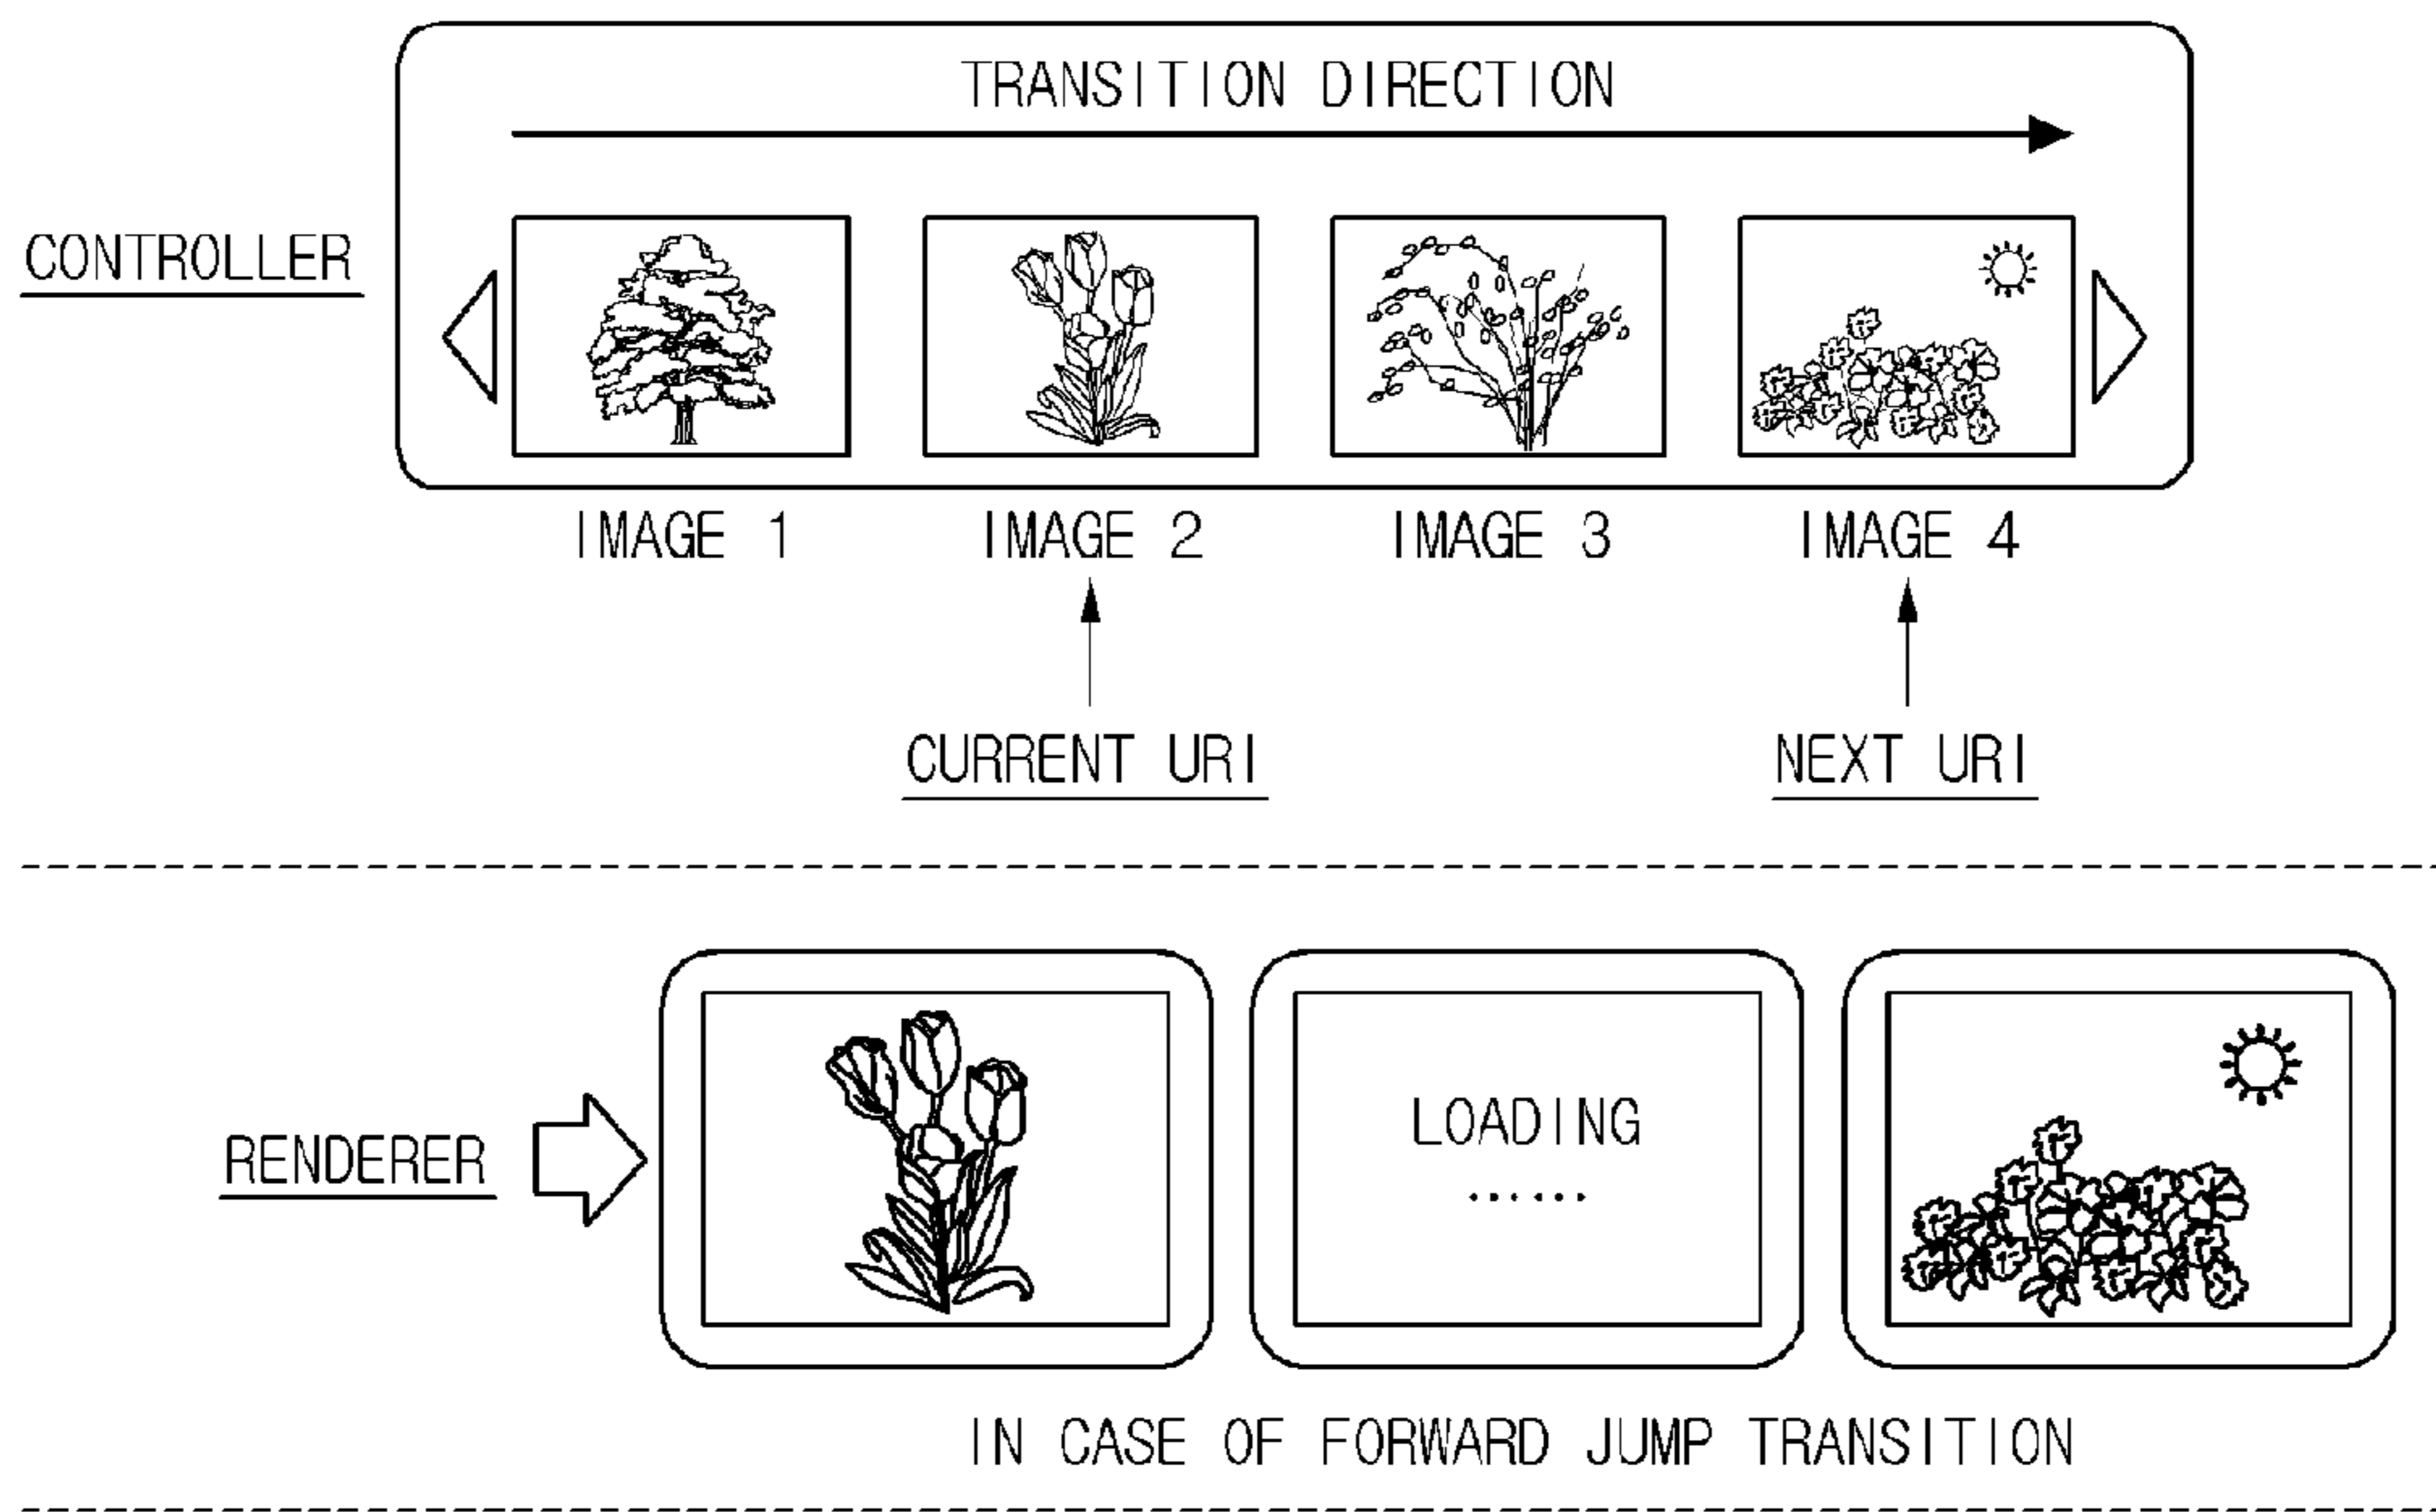 TRANSITION DIRECTION
CONTROLLER
IMAGE 1
IMAGE 2
IMAGE 3
IMAGE 4
CURRENT URI
NEXT URI
RENDERER
LOADING
......
IN CASE OF FORWARD JUMP TRANSITION